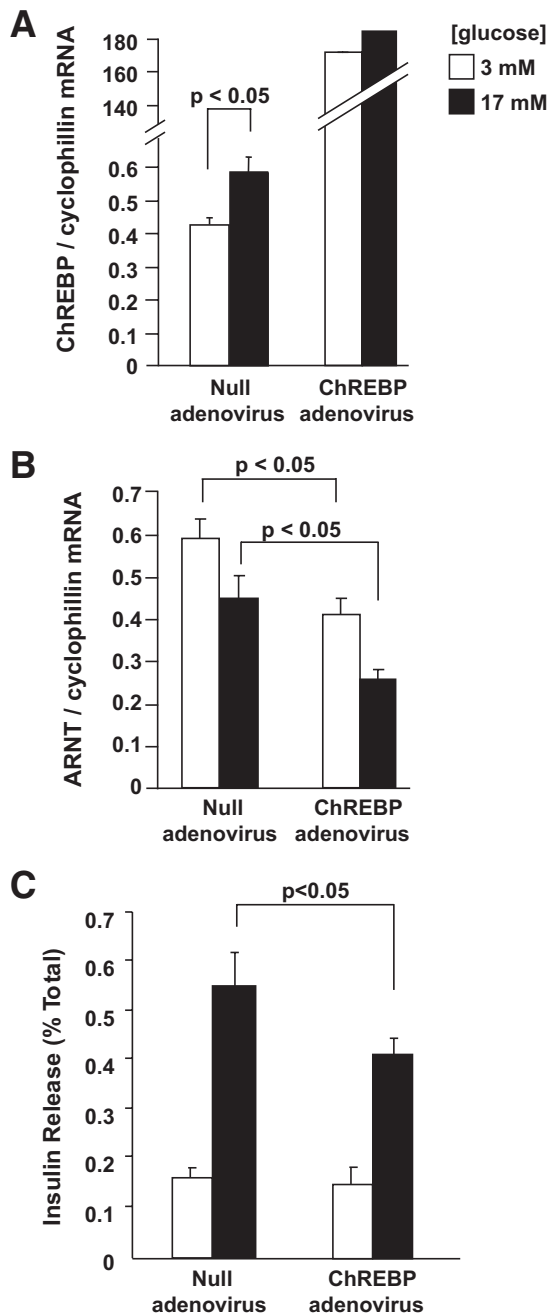 A
ChREBP / cyclophillin mRNA
180
160
140
0.6
0.5
0.4
0.3
0.2
0.1
0
p < 0.05
[glucose]
3 mM
17 mM
Null
adenovirus
ChREBP
adenovirus
B
ARNT / cyclophillin mRNA
0.7
0.6
0.5
0.4
0.3
0.2
0.1
0
p < 0.05
p < 0.05
Null
adenovirus
ChREBP
adenovirus
C
Insulin Release (% Total)
0.7
0.6
0.5
0.4
0.3
0.2
0.1
0
p<0.05
Null
adenovirus
ChREBP
adenovirus